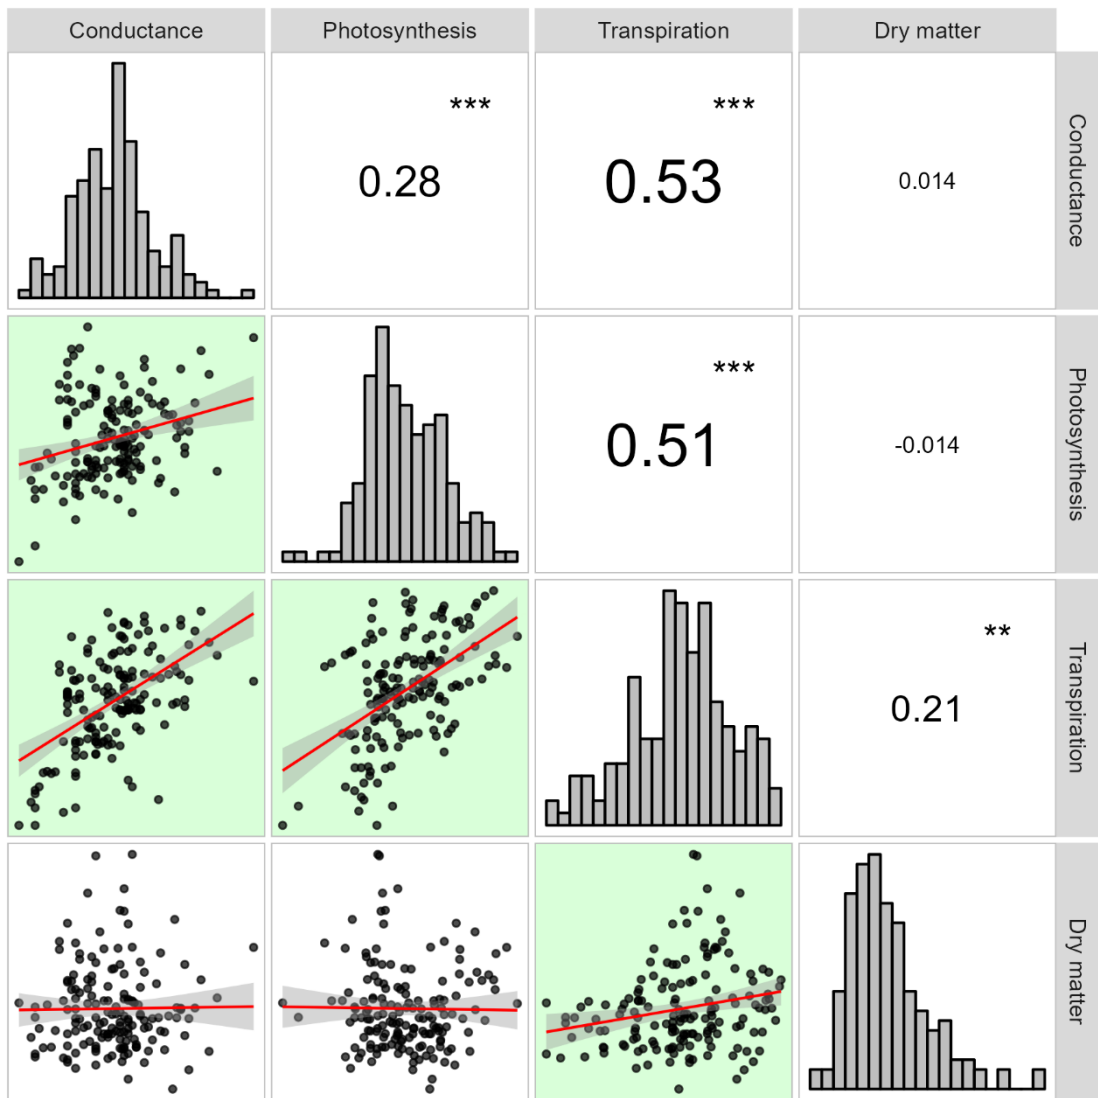 Conductance
Photosynthesis
Transpiration
Dry matter
***
***
0.28
0.53
0.014
Conductance
***
0.51
-0.014
Photosynthesis
**
0.21
Transpiration
Dry matter